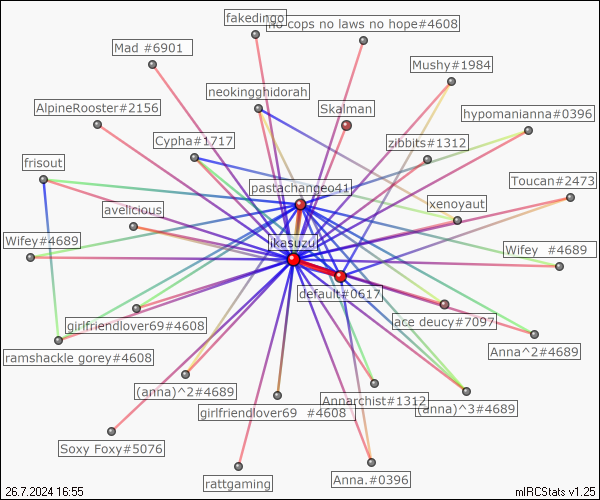 fakedingo
no cops no laws no hope#4608
Mad #6901
Mushy#1984
neokingghidorah
AlpineRooster#2156
Skalman
hypomanianna#0396
Cypha#1717
zibbits#1312
frisout
pastachangeo41
Toucan#2473
avelicious
xenoyaut
Wifey#4689
ikasuzu
Wifey #4689
default#0617
girlfriendlover69#4608
ace deucy#7097
ramshackle gorey#4608
Anna^2#4689
(anna)^2#4689
Annarchist#1312
(anna)^3#4689
girlfriendlover69 #4608
Soxy Foxy#5076
rattgaming
Anna.#0396
26.7.2024 16:55
mIRCStats v1.25